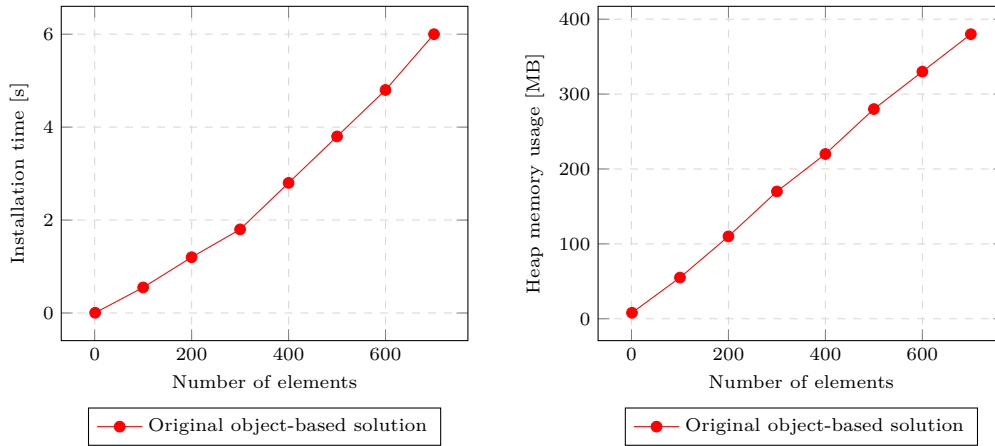 Installation time [s]
6
4
2
0
0 200 400 600
Number of elements
Original object-based solution
Heap memory usage [MB]
400
300
200
100
0
0 200 400 600
Number of elements
Original object-based solution